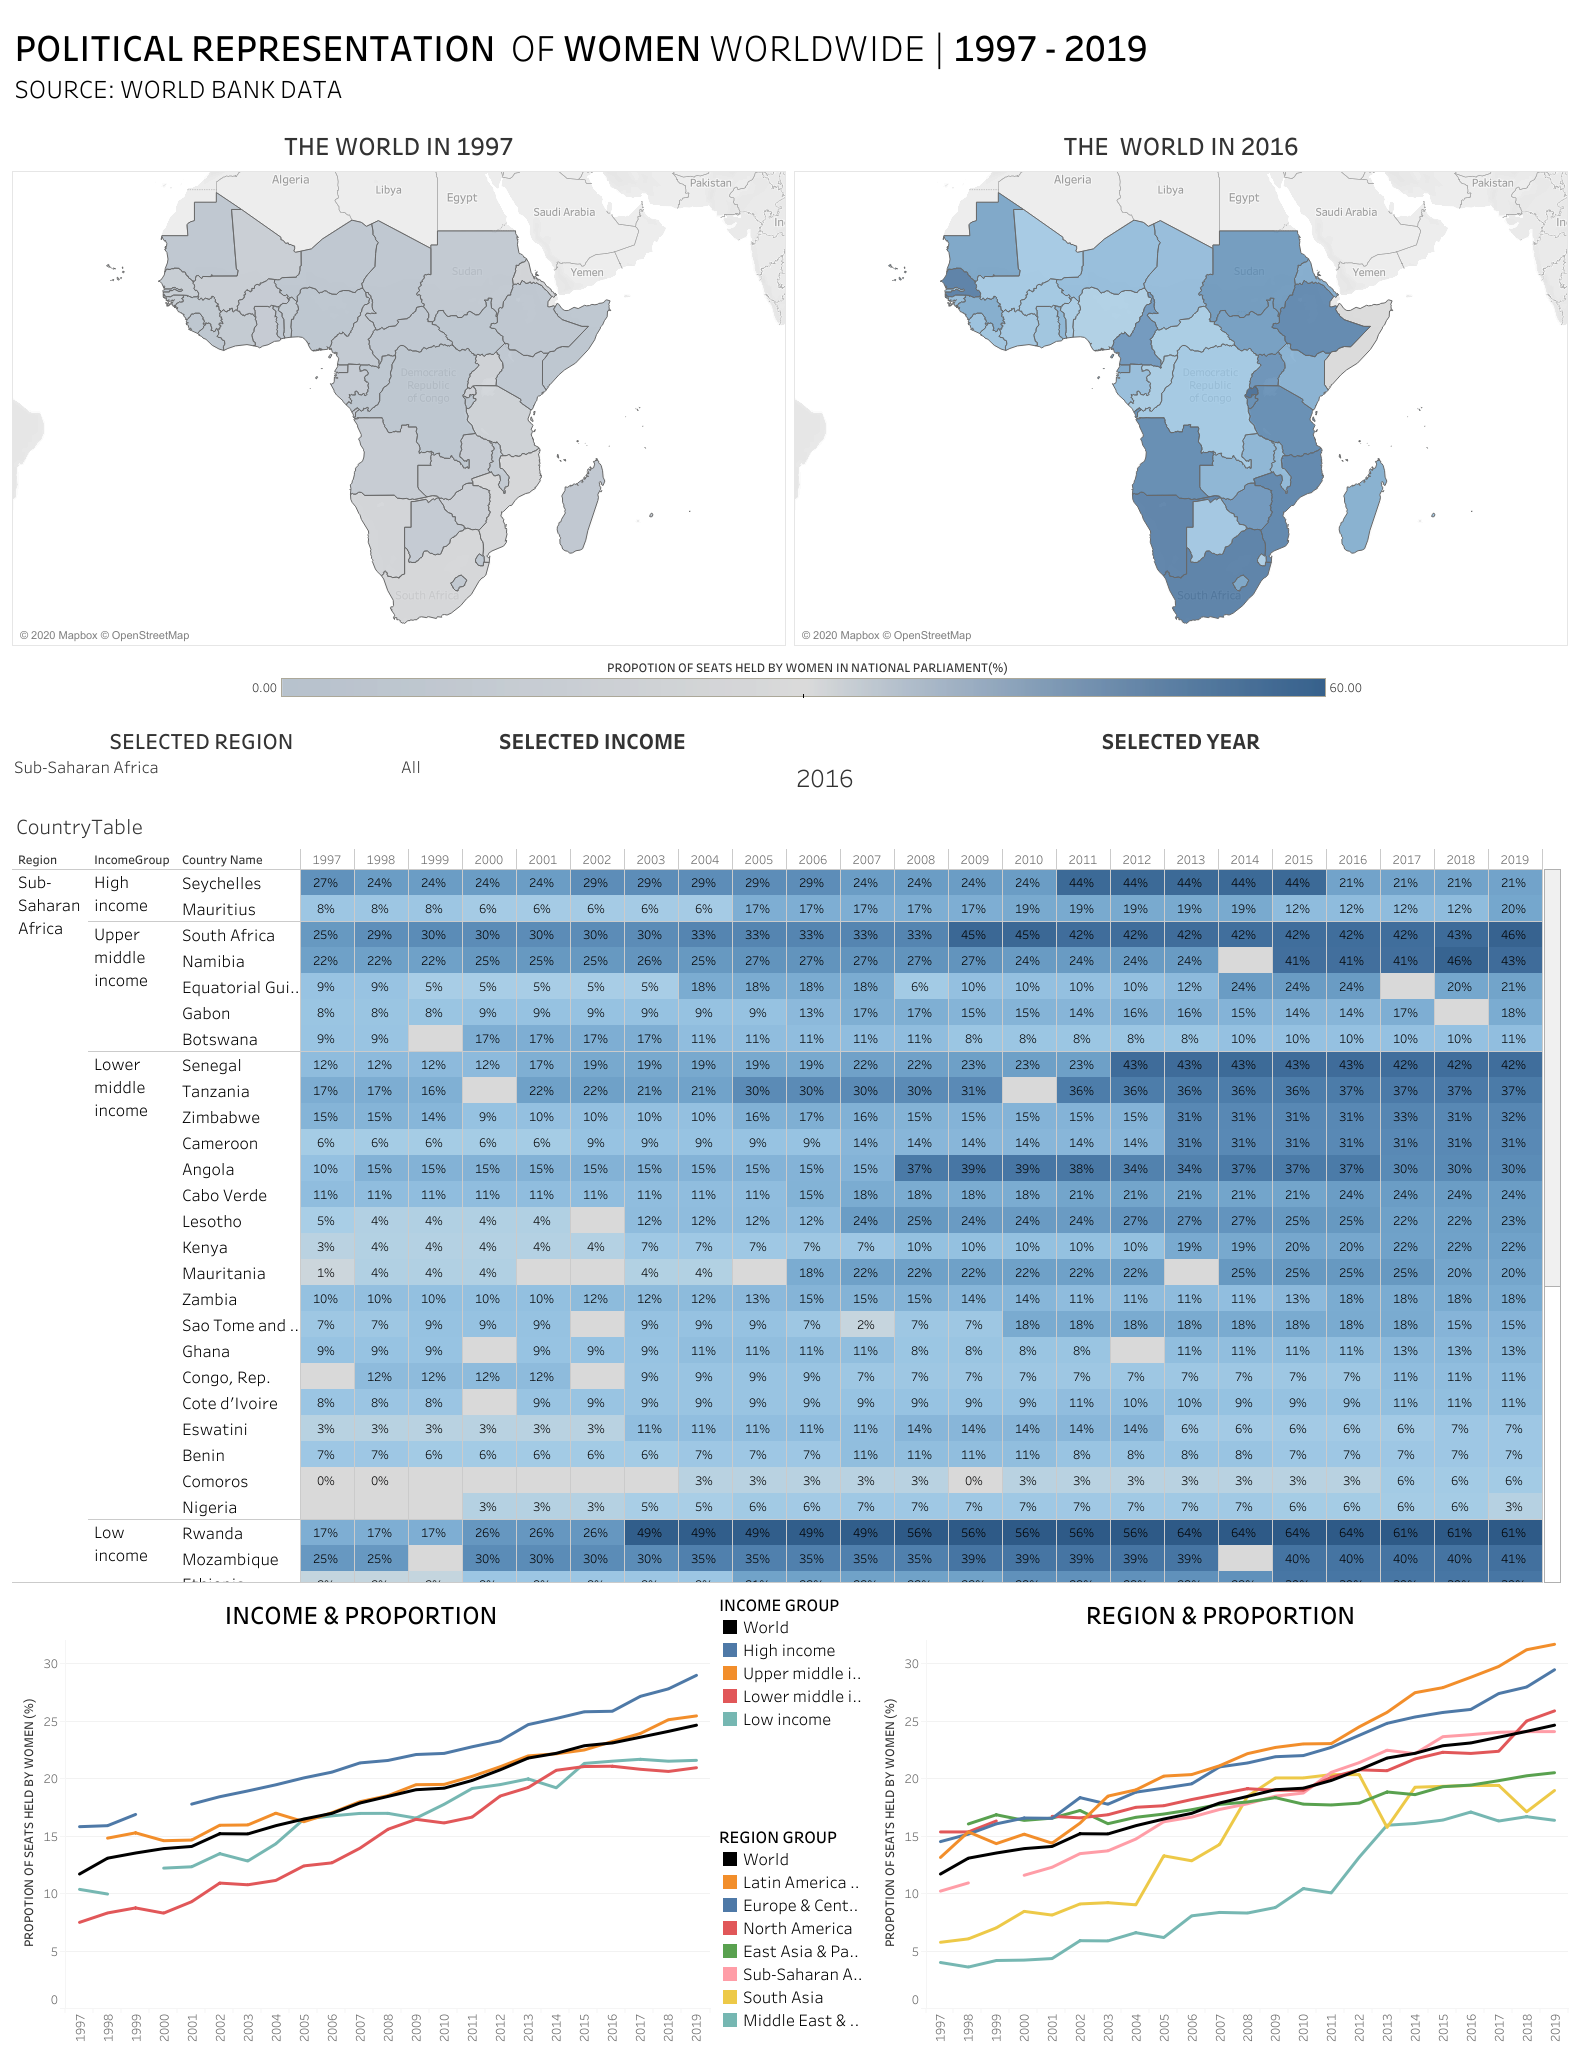 POLITICAL REPRESENTATION OF WOMEN WORLDWIDE | 1997 - 2019
SOURCE: WORLD BANK DATA
THE WORLD IN 1997
THE WORLD IN 2016
Algeria
Libya
Egypt
Pakistan
Saudi Arabia
In
Sudan
Yemen
Democratic
Republic
of Congo
South Africa
© 2020 Mapbox © OpenStreetMap
Algeria
Libya
Egypt
Pakistan
Saudi Arabia
In
Sudan
Yemen
Democratic
Republic
of Congo
South Africa
© 2020 Mapbox © OpenStreetMap
PROPOTION OF SEATS HELD BY WOMEN IN NATIONAL PARLIAMENT(%)
0.00 60.00
SELECTED REGION SELECTED INCOME SELECTED YEAR
Sub-Saharan Africa All 2016
CountryTable
Region IncomeGroup Country Name 1997 1998 1999 2000 2001 2002 2003 2004 2005 2006 2007 2008 2009 2010 2011 2012 2013 2014 2015 2016 2017 2018 2019
Sub-
Saharan
Africa
High
income
Seychelles 27% 24% 24% 24% 24% 29% 29% 29% 29% 29% 24% 24% 24% 24% 44% 44% 44% 44% 44% 21% 21% 21% 21%
Mauritius 8% 8% 8% 6% 6% 6% 6% 6% 17% 17% 17% 17% 17% 19% 19% 19% 19% 19% 12% 12% 12% 12% 20%
Upper
middle
income
South Africa 25% 29% 30% 30% 30% 30% 30% 33% 33% 33% 33% 33% 45% 45% 42% 42% 42% 42% 42% 42% 42% 43% 46%
Namibia 22% 22% 22% 25% 25% 25% 26% 25% 27% 27% 27% 27% 27% 24% 24% 24% 24% 41% 41% 41% 46% 43%
Equatorial Gui.. 9% 9% 5% 5% 5% 5% 5% 18% 18% 18% 18% 6% 10% 10% 10% 10% 12% 24% 24% 24% 20% 21%
Gabon 8% 8% 8% 9% 9% 9% 9% 9% 9% 13% 17% 17% 15% 15% 14% 16% 16% 15% 14% 14% 17% 18%
Botswana 9% 9% 17% 17% 17% 17% 11% 11% 11% 11% 11% 8% 8% 8% 8% 8% 10% 10% 10% 10% 10% 11%
Lower
middle
income
Senegal 12% 12% 12% 12% 17% 19% 19% 19% 19% 19% 22% 22% 23% 23% 23% 43% 43% 43% 43% 43% 42% 42% 42%
Tanzania 17% 17% 16% 22% 22% 21% 21% 30% 30% 30% 30% 31% 36% 36% 36% 36% 36% 37% 37% 37% 37%
Zimbabwe 15% 15% 14% 9% 10% 10% 10% 10% 16% 17% 16% 15% 15% 15% 15% 15% 31% 31% 31% 31% 33% 31% 32%
Cameroon 6% 6% 6% 6% 6% 9% 9% 9% 9% 9% 14% 14% 14% 14% 14% 14% 31% 31% 31% 31% 31% 31% 31%
Angola 10% 15% 15% 15% 15% 15% 15% 15% 15% 15% 15% 37% 39% 39% 38% 34% 34% 37% 37% 37% 30% 30% 30%
Cabo Verde 11% 11% 11% 11% 11% 11% 11% 11% 11% 15% 18% 18% 18% 18% 21% 21% 21% 21% 21% 24% 24% 24% 24%
Lesotho 5% 4% 4% 4% 4% 12% 12% 12% 12% 24% 25% 24% 24% 24% 27% 27% 27% 25% 25% 22% 22% 23%
Kenya 3% 4% 4% 4% 4% 4% 7% 7% 7% 7% 7% 10% 10% 10% 10% 10% 19% 19% 20% 20% 22% 22% 22%
Mauritania 1% 4% 4% 4% 4% 4% 18% 22% 22% 22% 22% 22% 22% 25% 25% 25% 25% 20% 20%
Zambia 10% 10% 10% 10% 10% 12% 12% 12% 13% 15% 15% 15% 14% 14% 11% 11% 11% 11% 13% 18% 18% 18% 18%
Sao Tome and .. 7% 7% 9% 9% 9% 9% 9% 9% 7% 2% 7% 7% 18% 18% 18% 18% 18% 18% 18% 18% 15% 15%
Ghana 9% 9% 9% 9% 9% 9% 11% 11% 11% 11% 8% 8% 8% 8% 11% 11% 11% 11% 13% 13% 13%
Congo, Rep. 12% 12% 12% 12% 9% 9% 9% 9% 7% 7% 7% 7% 7% 7% 7% 7% 7% 7% 11% 11% 11%
Cote d'Ivoire 8% 8% 8% 9% 9% 9% 9% 9% 9% 9% 9% 9% 9% 11% 10% 10% 9% 9% 9% 11% 11% 11%
Eswatini 3% 3% 3% 3% 3% 3% 11% 11% 11% 11% 11% 14% 14% 14% 14% 14% 6% 6% 6% 6% 6% 7% 7%
Benin 7% 7% 6% 6% 6% 6% 6% 7% 7% 7% 11% 11% 11% 11% 8% 8% 8% 8% 7% 7% 7% 7% 7%
Comoros 0% 0% 3% 3% 3% 3% 3% 0% 3% 3% 3% 3% 3% 3% 3% 6% 6% 6%
Nigeria 3% 3% 3% 5% 5% 6% 6% 7% 7% 7% 7% 7% 7% 7% 7% 6% 6% 6% 6% 3%
Low
income
Rwanda 17% 17% 17% 26% 26% 26% 49% 49% 49% 49% 49% 56% 56% 56% 56% 56% 64% 64% 64% 64% 61% 61% 61%
Mozambique 25% 25% 30% 30% 30% 30% 35% 35% 35% 35% 35% 39% 39% 39% 39% 39% 40% 40% 40% 40% 41%
INCOME & PROPORTION
PROPOTION OF SEATS HELD BY WOMEN (%)
30
25
20
15
10
5
0
1997 1998 1999 2000 2001 2002 2003 2004 2005 2006 2007 2008 2009 2010 2011 2012 2013 2014 2015 2016 2017 2018 2019
INCOME GROUP
World
High income
Upper middle i..
Lower middle i..
Low income
REGION GROUP
World
Latin America ..
Europe & Cent..
North America
East Asia & Pa..
Sub-Saharan A..
South Asia
Middle East & ..
REGION & PROPORTION
PROPOTION OF SEATS HELD BY WOMEN (%)
30
25
20
15
10
5
0
1997 1998 1999 2000 2001 2002 2003 2004 2005 2006 2007 2008 2009 2010 2011 2012 2013 2014 2015 2016 2017 2018 2019